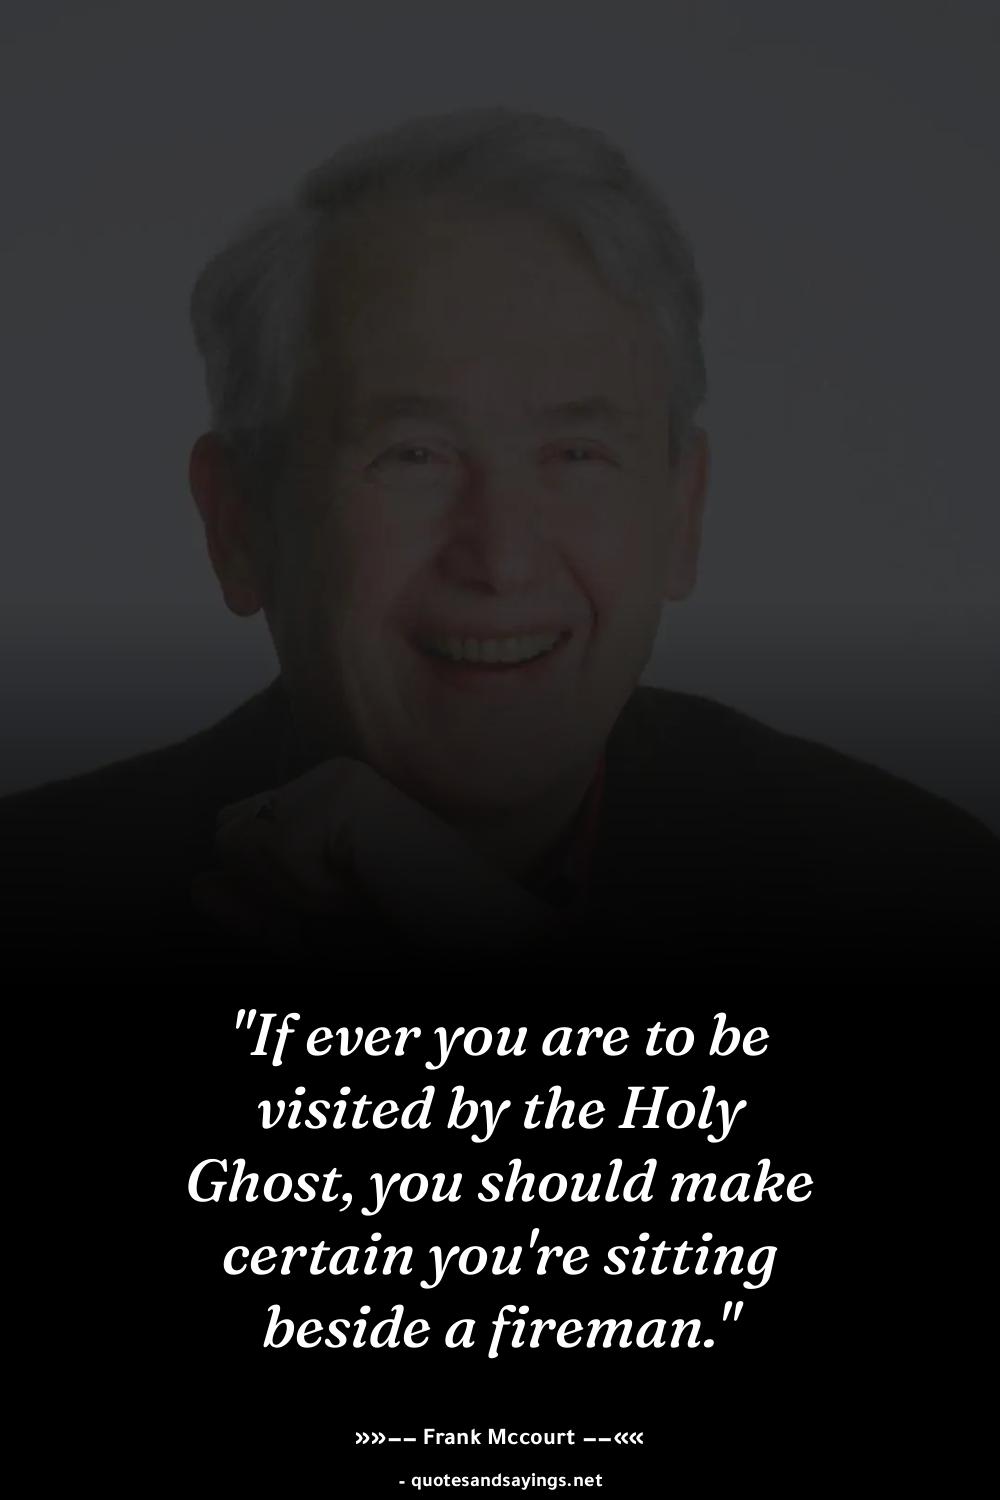 "If ever you are to be
visited by the Holy
Ghost, you should make
certain you're sitting
beside a fireman."
»»–– Frank Mccourt ––««
- quotesandsayings.net